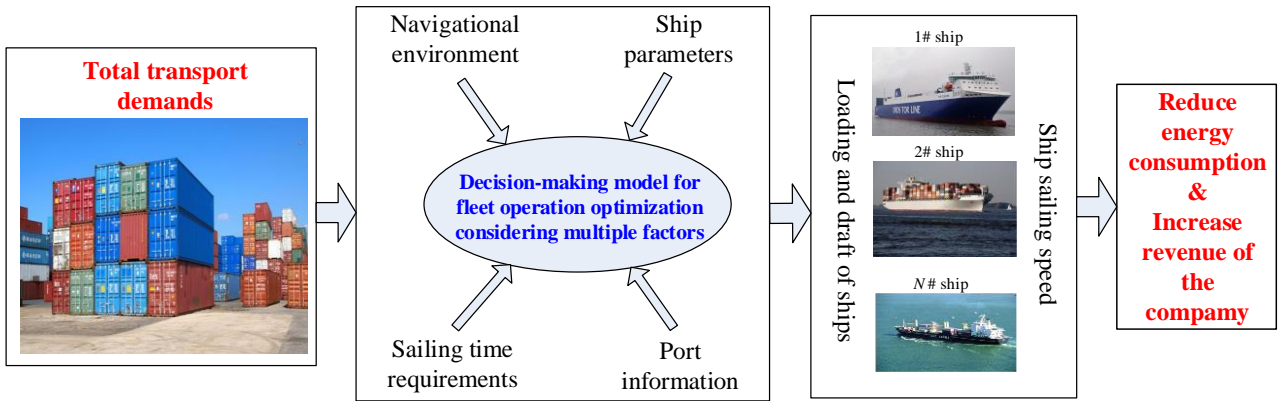 Total transport
demands
Navigational
environment
Ship
parameters
Decision-making model for
fleet operation optimization
considering multiple factors
Sailing time
requirements
Port
information
Loading and draft of ships
1# ship
2# ship
N# ship
Ship sailing speed
Reduce
energy
consumption
&
Increase
revenue of
the
compamy